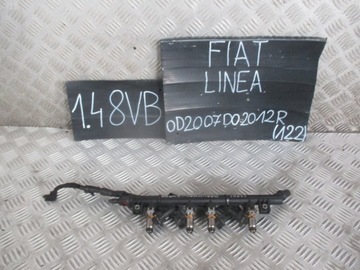 FIAT
LINEA
1.4 8VB
OD2007DO2012R
(122)